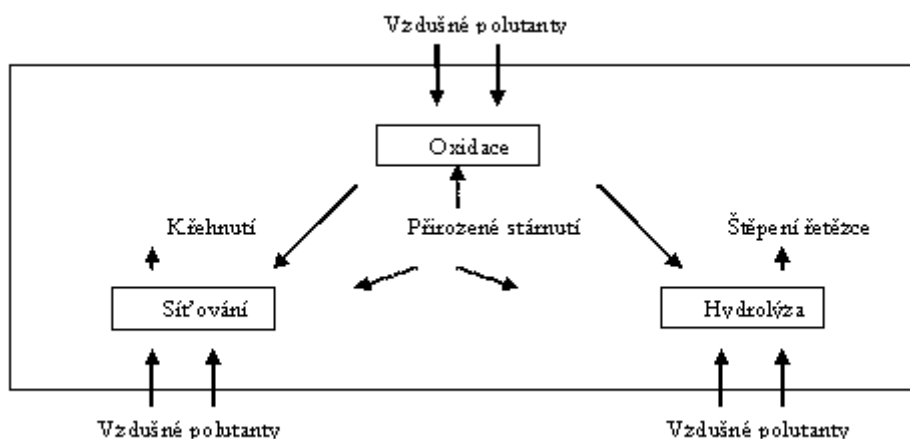 Vzdušné polutanty
Oxidace
Křehnutí
Přirozené stárnutí
Štěpení řetězce
Síťování
Hydrolýza
Vzdušné polutanty
Vzdušné polutanty